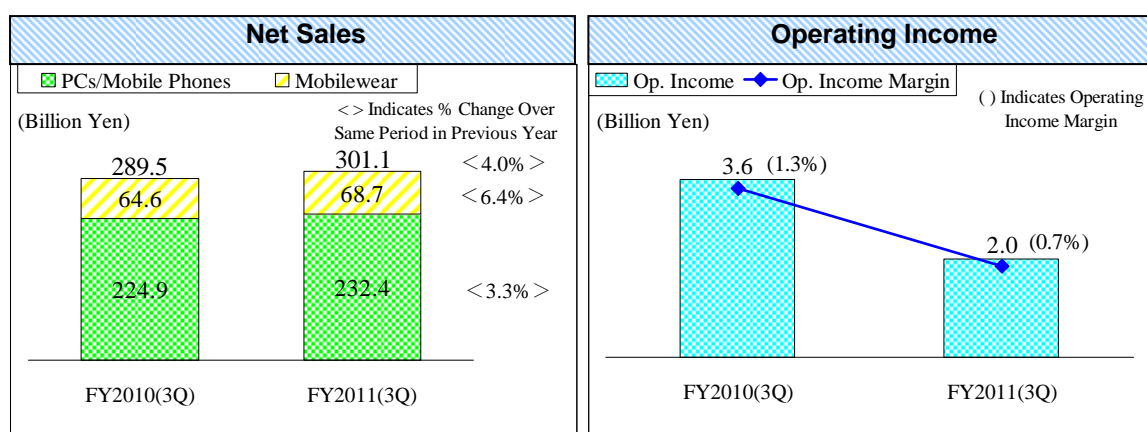 Net Sales
PCs/Mobile Phones Mobilewear
<> Indicates % Change Over
Same Period in Previous Year
(Billion Yen)
289.5 301.1 <4.0%>
64.6 68.7 <6.4%>
224.9 232.4 <3.3%>
FY2010(3Q) FY2011(3Q)
Operating Income
Op. Income Op. Income Margin
( ) Indicates Operating
Income Margin
(Billion Yen)
3.6 (1.3%)
2.0 (0.7%)
FY2010(3Q) FY2011(3Q)